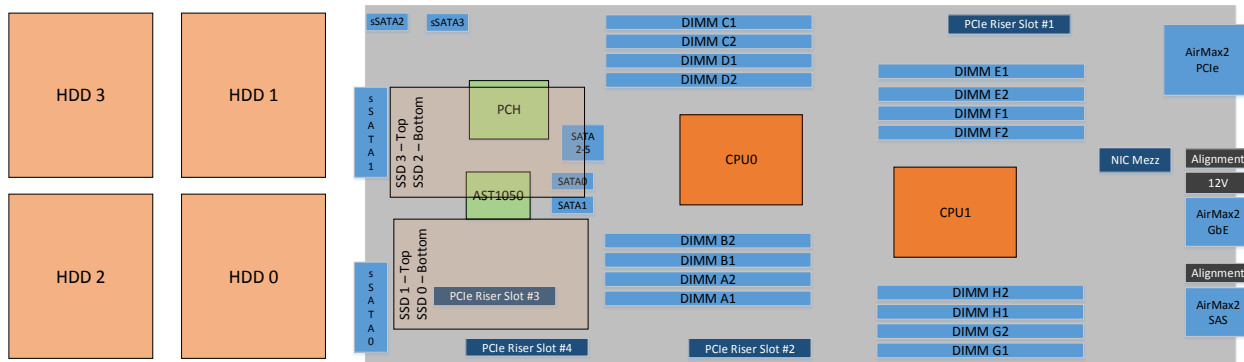 HDD 3
HDD 1
HDD 2
HDD 0
sSATA2
sSATA3
s
S
A
T
A
1
s
S
A
T
A
0
SSD 3 – Top
SSD 2 – Bottom
PCH
SATA
2-5
SATA0
AST1050
SATA1
SSD 1 – Top
SSD 0 – Bottom
PCIe Riser Slot #3
PCIe Riser Slot #4
DIMM C1
DIMM C2
DIMM D1
DIMM D2
CPU0
DIMM B2
DIMM B1
DIMM A2
DIMM A1
PCIe Riser Slot #2
PCIe Riser Slot #1
DIMM E1
DIMM E2
DIMM F1
DIMM F2
CPU1
DIMM H2
DIMM H1
DIMM G2
DIMM G1
NIC Mezz
AirMax2
PCIe
Alignment
12V
AirMax2
GbE
Alignment
AirMax2
SAS